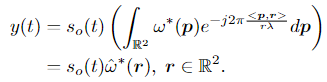 y(t) = s_o(t) ( ∫_{ℝ²} ω*(𝒑)e^{-j2π <𝒑,𝒓>/(rλ)} d𝒑 )
= s_o(t)ω̂*(𝒓), 𝒓 ∈ ℝ².